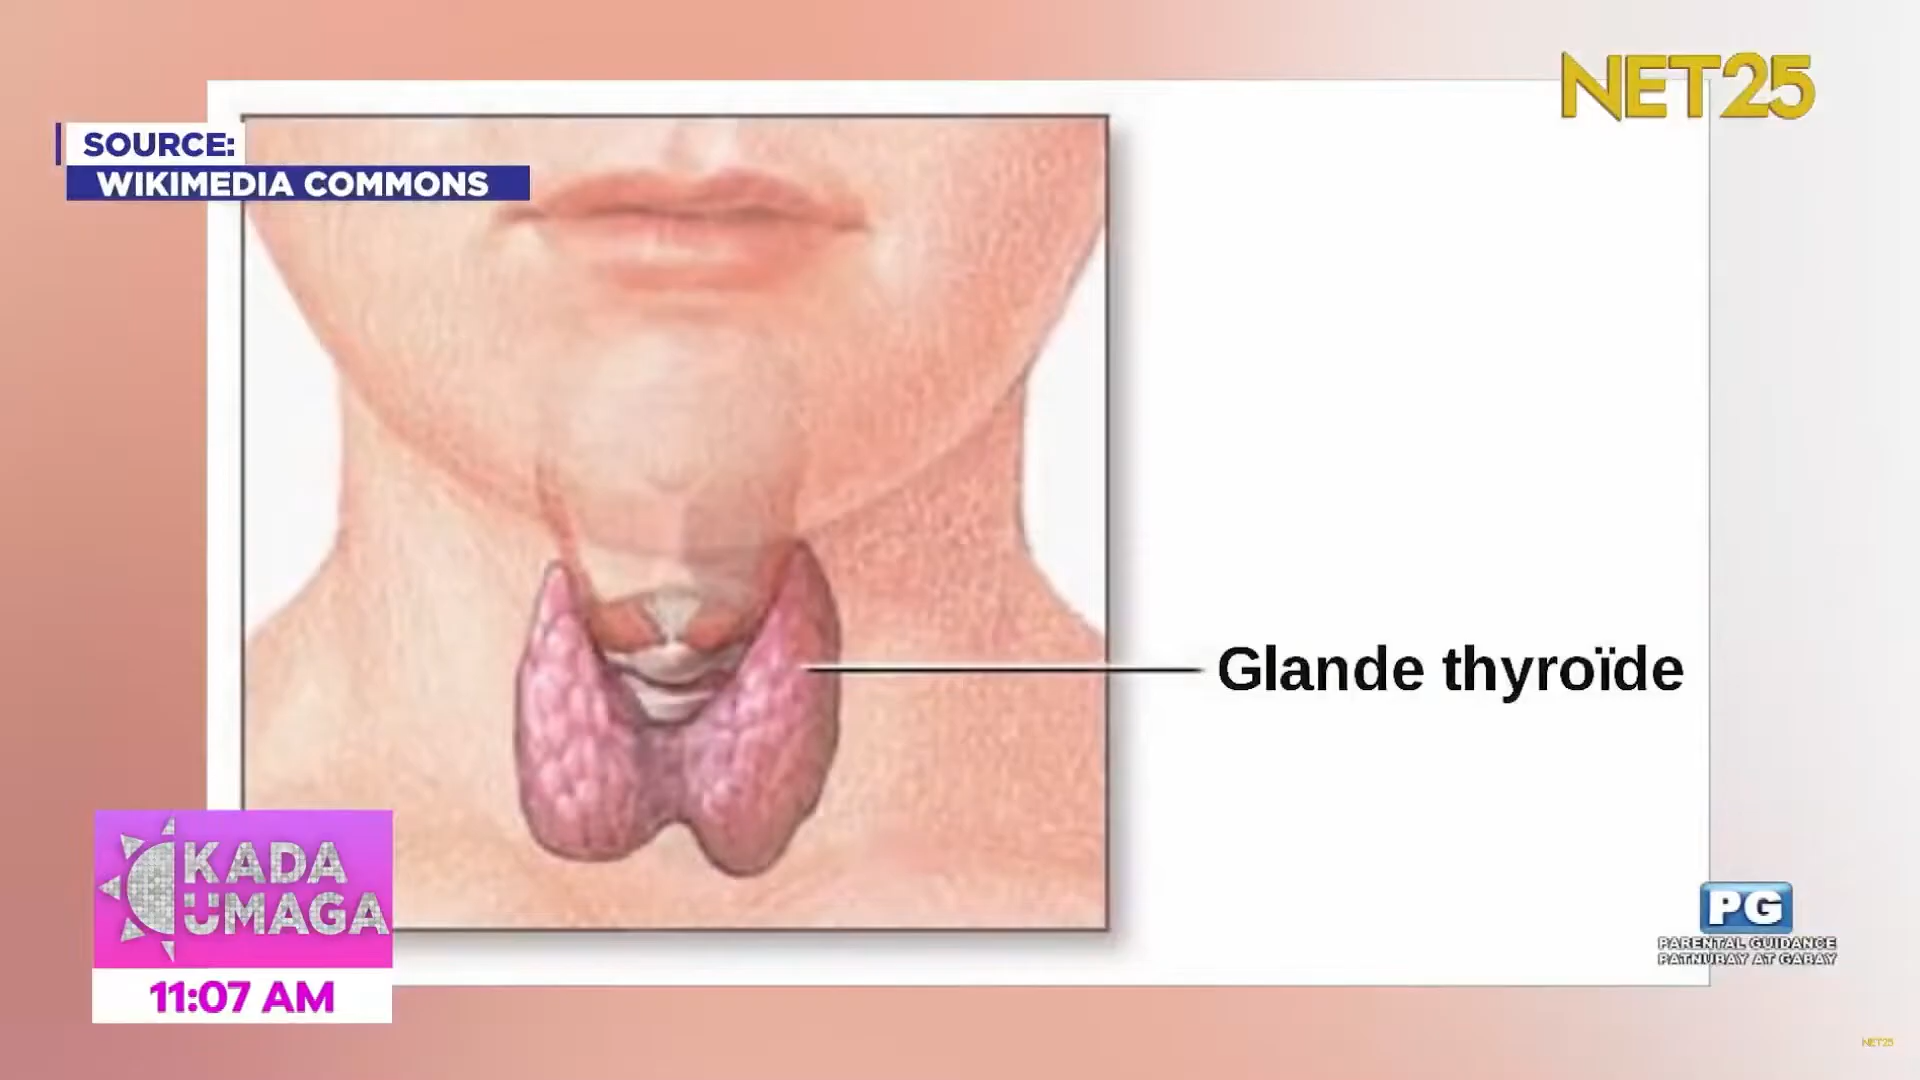 NET25
SOURCE:
WIKIMEDIA COMMONS
Glande thyroïde
KADA
UMAGA
11:07 AM
PG
PARENTAL GUIDANCE
PATNUBAY AT GABAY
NET25